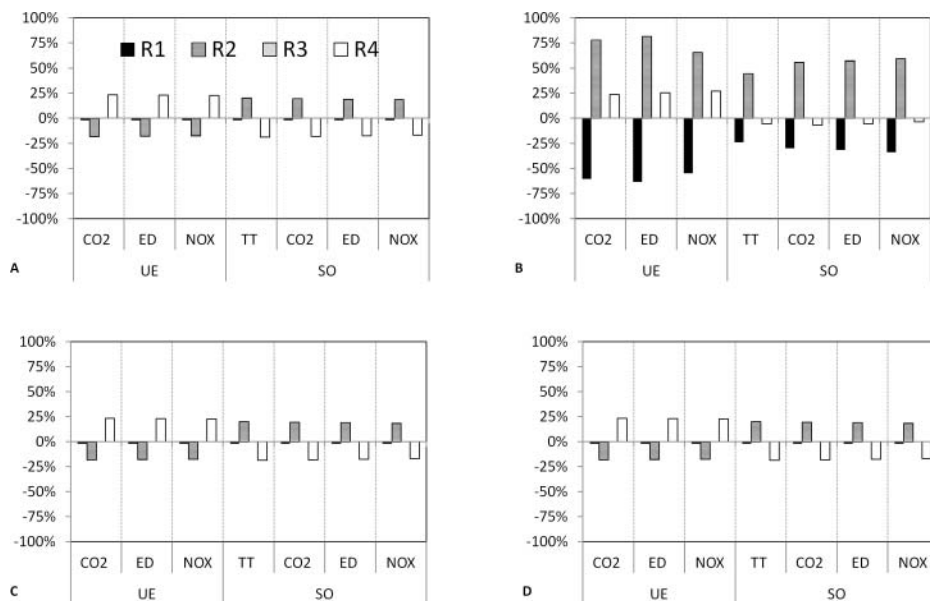 100%
75%
50%
25%
0%
-25%
-50%
-75%
-100%
R1 R2 R3 R4
CO2 ED NOX TT CO2 ED NOX
UE SO
A
100%
75%
50%
25%
0%
-25%
-50%
-75%
-100%
CO2 ED NOX TT CO2 ED NOX
UE SO
B
100%
75%
50%
25%
0%
-25%
-50%
-75%
-100%
CO2 ED NOX TT CO2 ED NOX
UE SO
C
100%
75%
50%
25%
0%
-25%
-50%
-75%
-100%
CO2 ED NOX TT CO2 ED NOX
UE SO
D